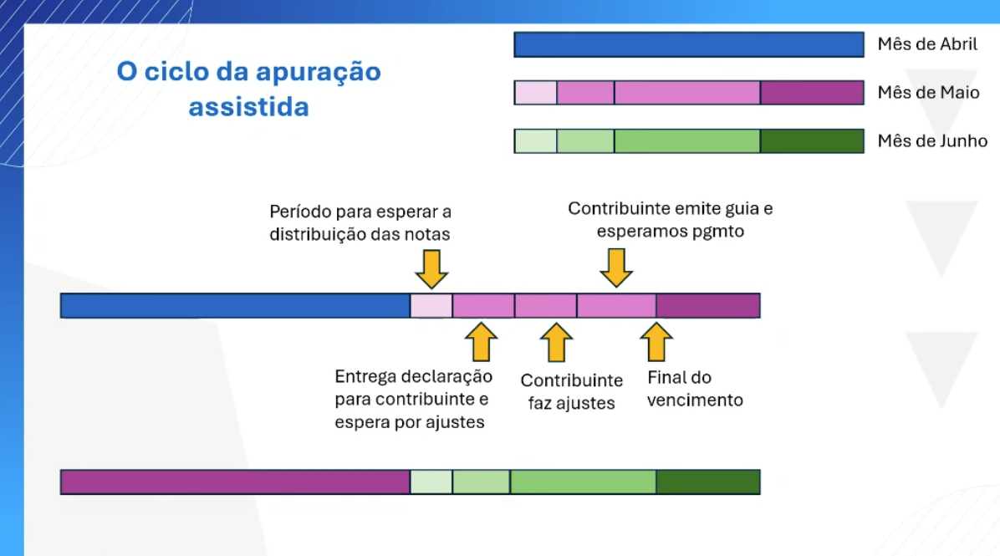 O ciclo da apuração
assistida
Mês de Abril
Mês de Maio
Mês de Junho
Período para esperar a
distribuição das notas
Contribuinte emite guia e
esperamos pgmto
Entrega declaração
para contribuinte e
espera por ajustes
Contribuinte
faz ajustes
Final do
vencimento